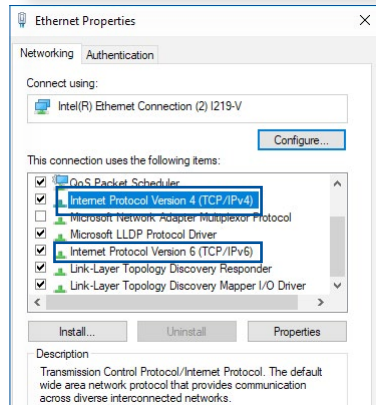 Ethernet Properties
Networking Authentication
Connect using:
Intel(R) Ethernet Connection (2) I219-V
Configure...
This connection uses the following items:
QoS Packet Scheduler
Internet Protocol Version 4 (TCP/IPv4)
Microsoft Network Adapter Multiplexor Protocol
Microsoft LLDP Protocol Driver
Internet Protocol Version 6 (TCP/IPv6)
Link-Layer Topology Discovery Responder
Link-Layer Topology Discovery Mapper I/O Driver
Install... Uninstall Properties
Description
Transmission Control Protocol/Internet Protocol. The default
wide area network protocol that provides communication
across diverse interconnected networks.